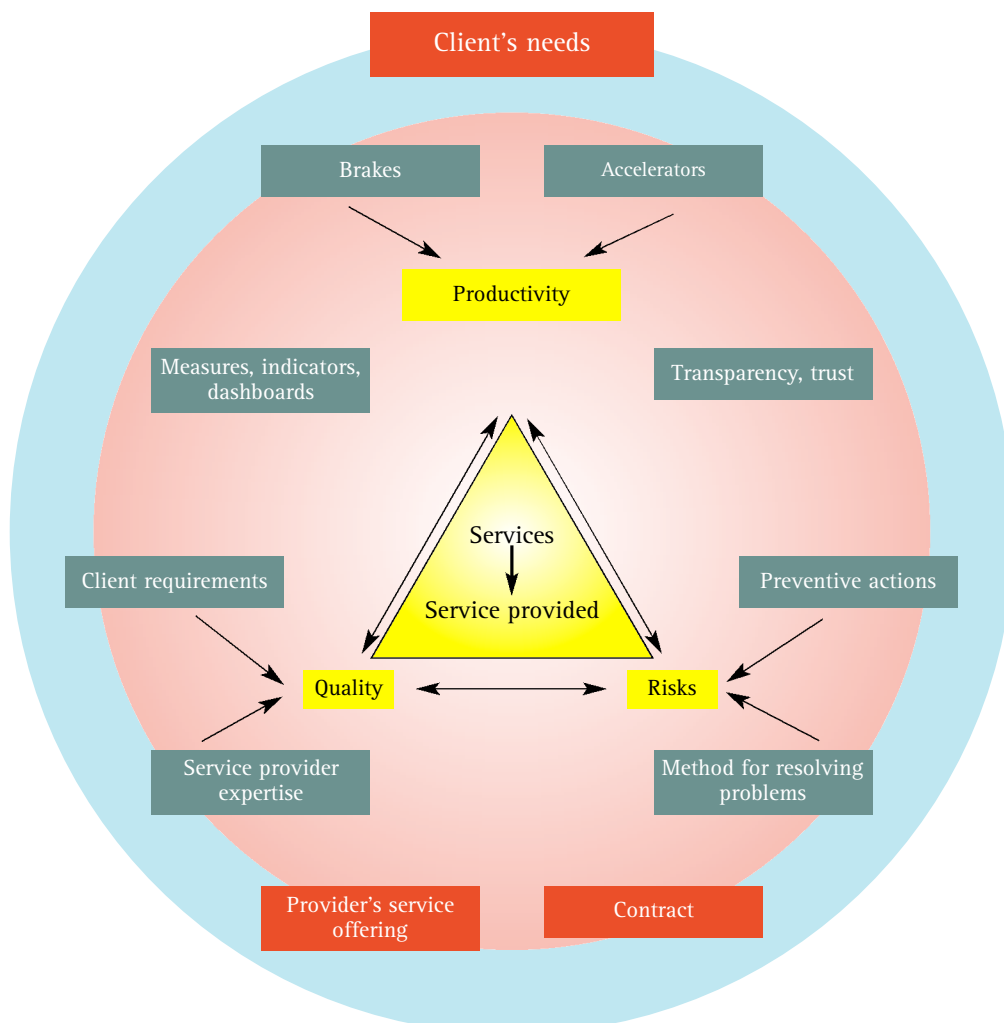 Client's needs
Brakes
Accelerators
Productivity
Measures, indicators,
dashboards
Transparency, trust
Services
Service provided
Client requirements
Preventive actions
Quality
Risks
Service provider
expertise
Method for resolving
problems
Provider's service
offering
Contract